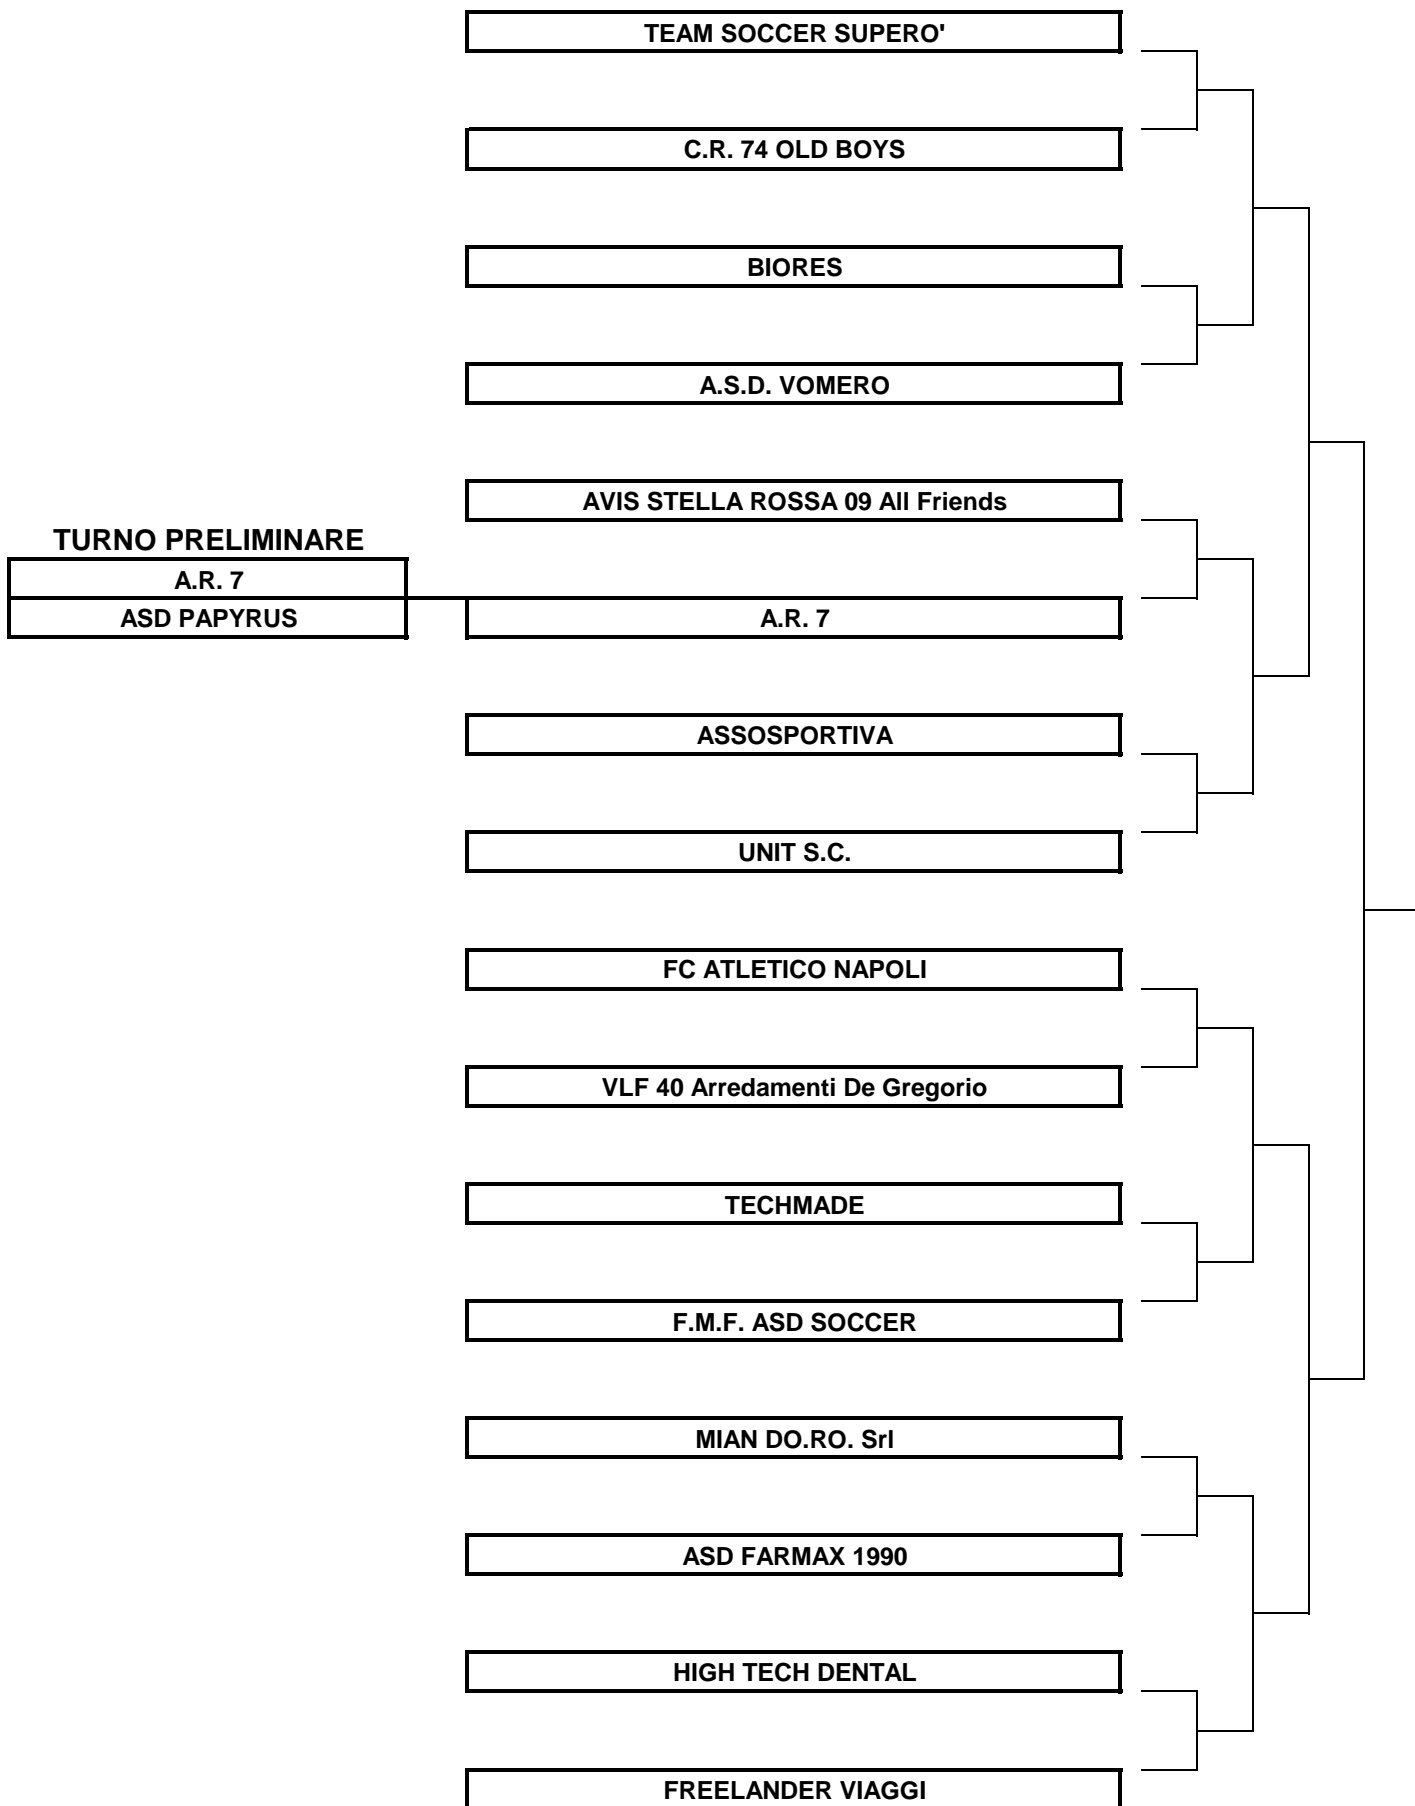 TEAM SOCCER SUPERO'
C.R. 74 OLD BOYS
BIORES
A.S.D. VOMERO
AVIS STELLA ROSSA 09 All Friends
TURNO PRELIMINARE
A.R. 7
ASD PAPYRUS
A.R. 7
ASSOSPORTIVA
UNIT S.C.
FC ATLETICO NAPOLI
VLF 40 Arredamenti De Gregorio
TECHMADE
F.M.F. ASD SOCCER
MIAN DO.RO. Srl
ASD FARMAX 1990
HIGH TECH DENTAL
FREELANDER VIAGGI